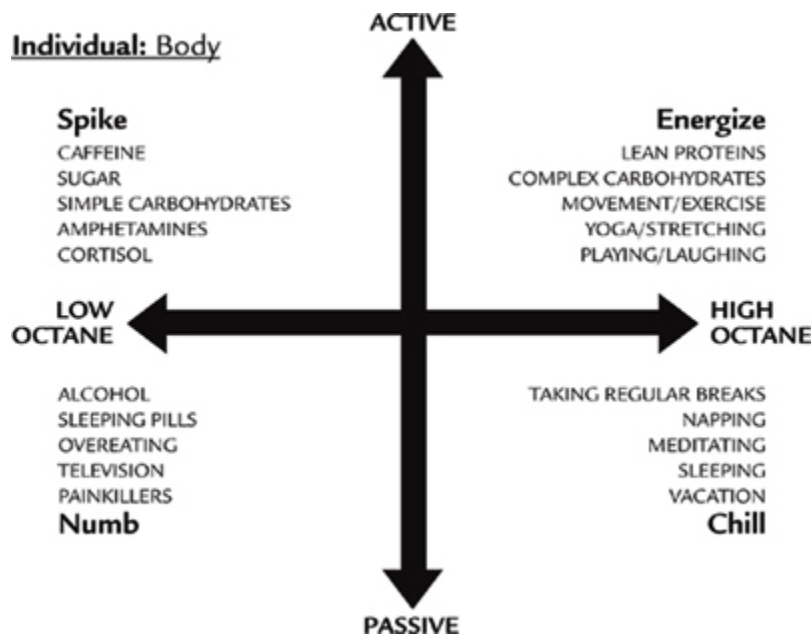 ACTIVE
Individual: Body
Spike
CAFFEINE
SUGAR
SIMPLE CARBOHYDRATES
AMPHETAMINES
CORTISOL
Energize
LEAN PROTEINS
COMPLEX CARBOHYDRATES
MOVEMENT/EXERCISE
YOGA/STRETCHING
PLAYING/LAUGHING
LOW
OCTANE
HIGH
OCTANE
ALCOHOL
SLEEPING PILLS
OVEREATING
TELEVISION
PAINKILLERS
Numb
TAKING REGULAR BREAKS
NAPPING
MEDITATING
SLEEPING
VACATION
Chill
PASSIVE